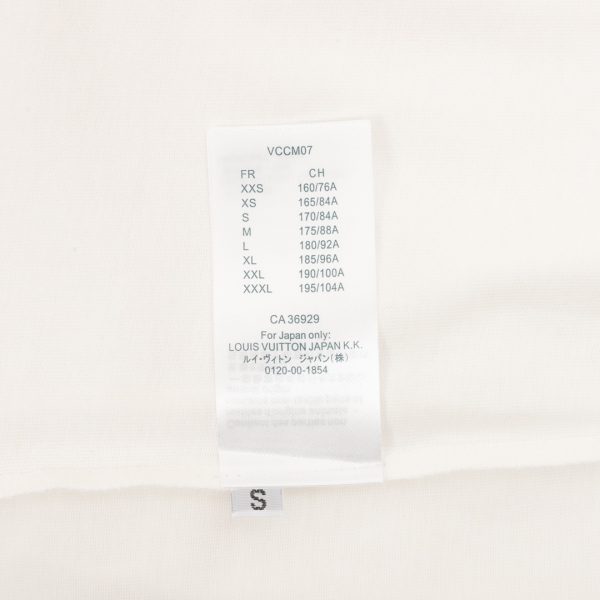 VCCM07
FR CH
XXS 160/76A
XS 165/84A
S 170/84A
M 175/88A
L 180/92A
XL 185/96A
XXL 190/100A
XXXL 195/104A
CA 36929
For Japan only:
LOUIS VUITTON JAPAN K.K.
ルイ・ヴィトン ジャパン(株)
0120-00-1854
S